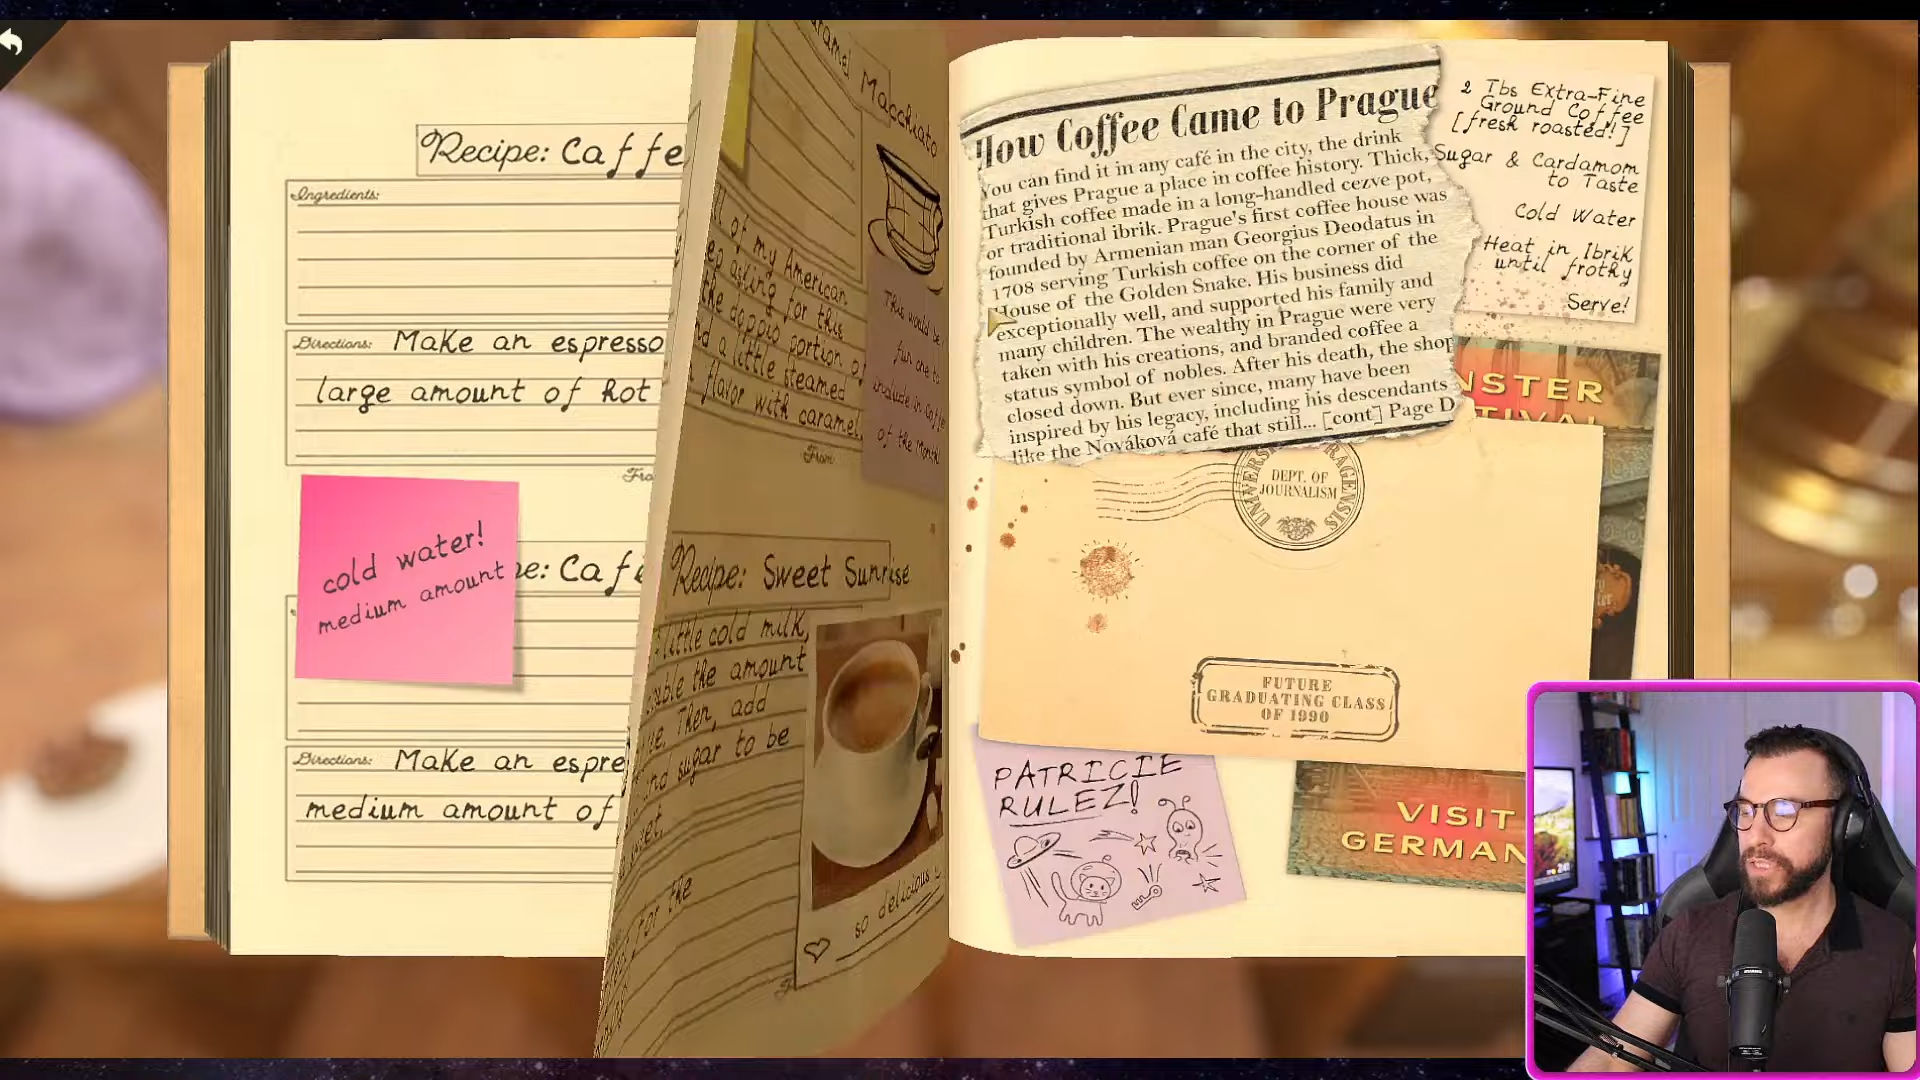 Recipe: Caffe
Ingredients:
Directions: Make an espresso
large amount of hot
cold water!
medium amount
Directions: Make an espre
medium amount of
Macchiato
of my American
asking for this
the doppio portion of
a little steamed
flavor with caramel.
From
This would be
fun one to
include in Coffee
of the Month!
Recipe: Sweet Sunrise
little cold milk,
the amount
Then, add
and sugar to be
sweet.
for the
so delicious
How Coffee Came to Prague
You can find it in any café in the city, the drink
that gives Prague a place in coffee history. Thick,
Turkish coffee made in a long-handled cezve pot,
or traditional ibrik. Prague's first coffee house was
founded by Armenian man Georgius Deodatus in
1708 serving Turkish coffee on the corner of the
House of the Golden Snake. His business did
exceptionally well, and supported his family and
many children. The wealthy in Prague were very
taken with his creations, and branded coffee a
status symbol of nobles. After his death, the shop
closed down. But ever since, many have been
inspired by his legacy, including his descendants
like the Nováková café that still... [cont] Page D
2 Tbs Extra-Fine
Ground Coffee
[fresh roasted!]
Sugar & Cardamom
to Taste
Cold Water
Heat in Ibrik
until frothy
Serve!
NSTER
TIVAL
DEPT. OF
JOURNALISM
FUTURE
GRADUATING CLASS
OF 1990
PATRICIE
RULEZ!
VISIT
GERMAN